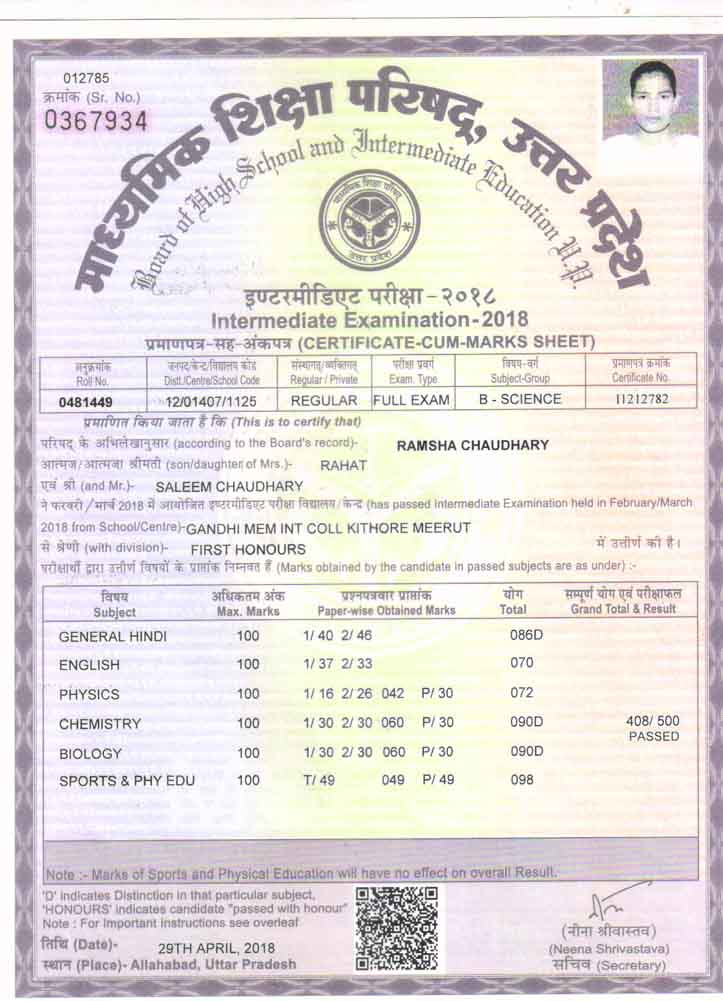 012785
क्रमांक (Sr. No.)
0367934
माध्यमिक शिक्षा परिषद्, उत्तर प्रदेश
Board of High School and Intermediate Education U.P.
माध्यमिक शिक्षा परिषद्
उत्तर प्रदेश
इण्टरमीडिएट परीक्षा - २०१८
Intermediate Examination - 2018
प्रमाणपत्र-सह-अंकपत्र (CERTIFICATE-CUM-MARKS SHEET)
अनुक्रमांक जनपद/केन्द्र/विद्यालय कोड संस्थागत/व्यक्तिगत् परीक्षा प्रवर्ग विषय-वर्ग प्रमाणपत्र क्रमांक
Roll No. Distt./Centre/School Code Regular / Private Exam. Type Subject-Group Certificate No.
0481449 12/01407/1125 REGULAR FULL EXAM B - SCIENCE 11212782
प्रमाणित किया जाता है कि (This is to certify that)
परिषद् के अभिलेखानुसार (according to the Board's record)- RAMSHA CHAUDHARY
आत्मज/आत्मजा श्रीमती (son/daughter of Mrs.)- RAHAT
एवं श्री (and Mr.)- SALEEM CHAUDHARY
ने फरवरी/मार्च 2018 में आयोजित इण्टरमीडिएट परीक्षा विद्यालय/केन्द्र (has passed Intermediate Examination held in February/March
2018 from School/Centre)- GANDHI MEM INT COLL KITHORE MEERUT
से श्रेणी (with division)- FIRST HONOURS में उत्तीर्ण की है।
परीक्षार्थी द्वारा उत्तीर्ण विषयों के प्राप्तांक निम्नवत हैं (Marks obtained by the candidate in passed subjects are as under) :-
विषय अधिकतम अंक प्रश्नपत्रवार प्राप्तांक योग सम्पूर्ण योग एवं परीक्षाफल
Subject Max. Marks Paper-wise Obtained Marks Total Grand Total & Result
GENERAL HINDI 100 1/ 40 2/ 46 086D
ENGLISH 100 1/ 37 2/ 33 070
PHYSICS 100 1/ 16 2/ 26 042 P/ 30 072
CHEMISTRY 100 1/ 30 2/ 30 060 P/ 30 090D 408/ 500
PASSED
BIOLOGY 100 1/ 30 2/ 30 060 P/ 30 090D
SPORTS & PHY EDU 100 T/ 49 049 P/ 49 098
Note :- Marks of Sports and Physical Education will have no effect on overall Result.
'D' indicates Distinction in that particular subject,
'HONOURS' indicates candidate "passed with honour"
Note : For Important instructions see overleaf
तिथि (Date)- 29TH APRIL, 2018
स्थान (Place)- Allahabad, Uttar Pradesh
(नीना श्रीवास्तव)
(Neena Shrivastava)
सचिव (Secretary)